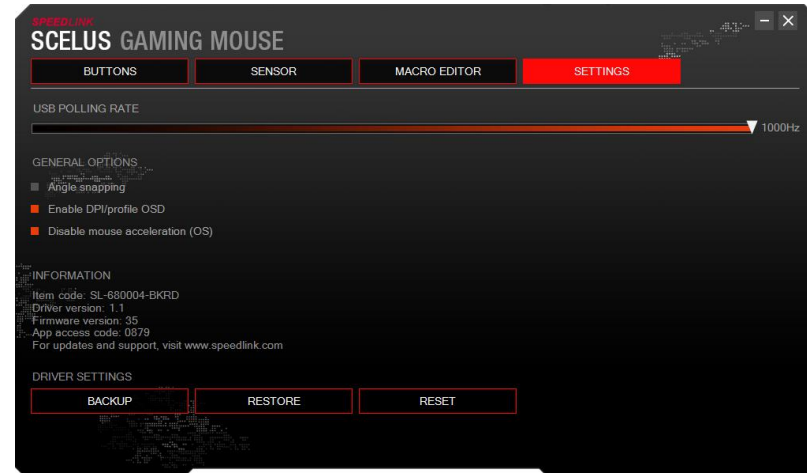 SPEEDLINK
SCELUS GAMING MOUSE
BUTTONS SENSOR MACRO EDITOR SETTINGS
USB POLLING RATE
1000Hz
GENERAL OPTIONS
Angle snapping
Enable DPI/profile OSD
Disable mouse acceleration (OS)
INFORMATION
Item code: SL-680004-BKRD
Driver version: 1.1
Firmware version: 35
App access code: 0879
For updates and support, visit www.speedlink.com
DRIVER SETTINGS
BACKUP RESTORE RESET